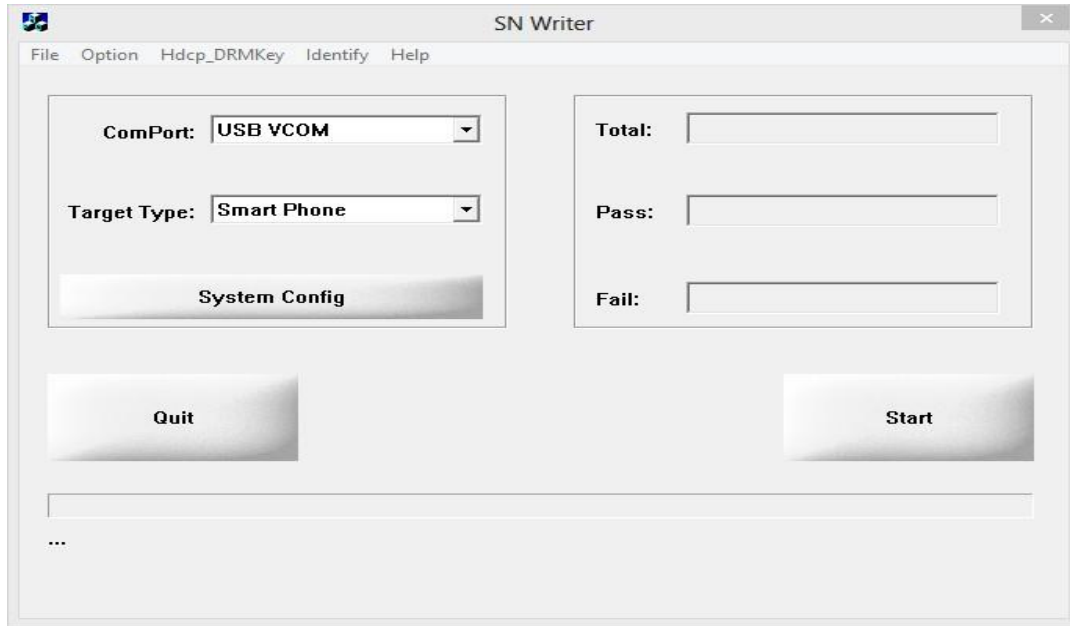 SN Writer
File Option Hdcp_DRMKey Identify Help
ComPort: USB VCOM
Target Type: Smart Phone
System Config
Total:
Pass:
Fail:
Quit
Start
...